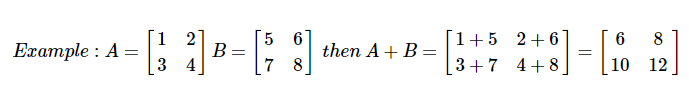 Example : A = [1 2 3 4] B = [5 6 7 8] then A + B = [1 + 5 2 + 6 3 + 7 4 + 8] = [6 8 10 12]